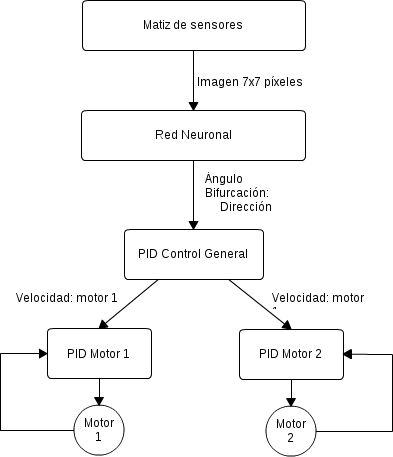 Matiz de sensores
Imagen 7x7 píxeles
Red Neuronal
Ángulo
Bifurcación:
Dirección
PID Control General
Velocidad: motor 1
Velocidad: motor
PID Motor 1
PID Motor 2
Motor
1
Motor
2